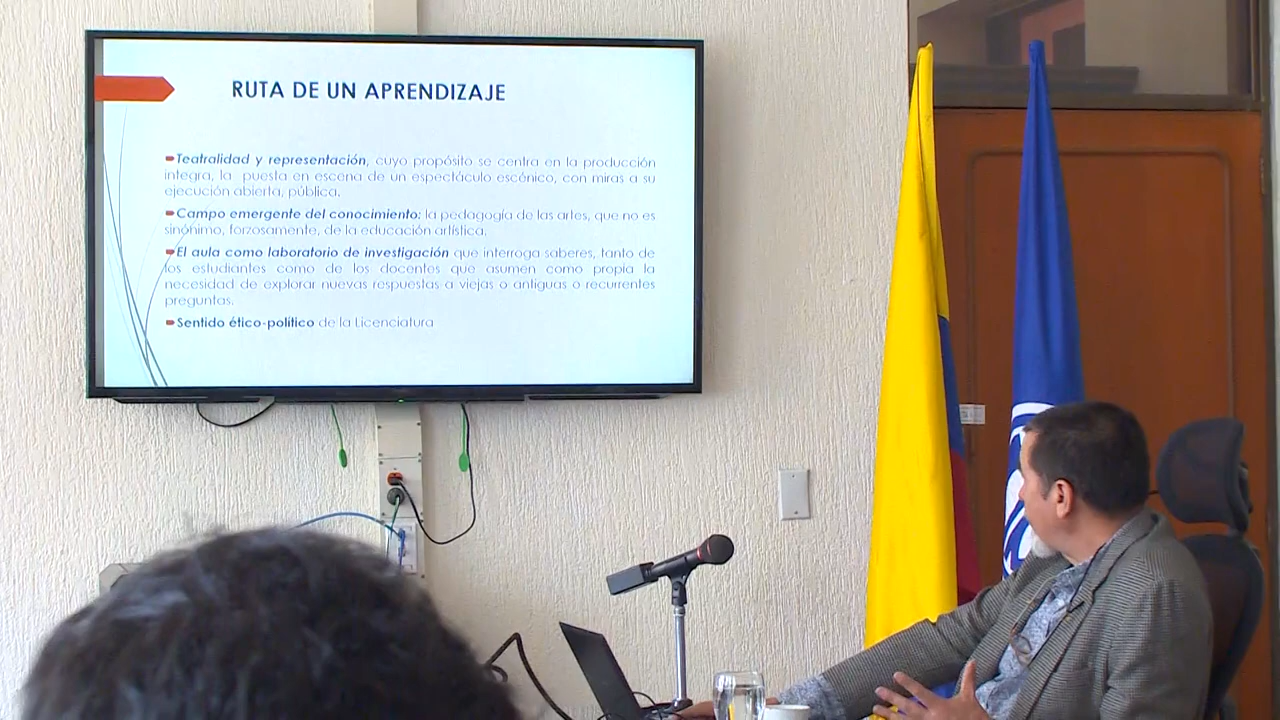 RUTA DE UN APRENDIZAJE
Teatralidad y representación, cuyo propósito se centra en la producción
integra, la puesta en escena de un espectáculo escénico, con miras a su
ejecución abierta, pública.
Campo emergente del conocimiento: la pedagogía de las artes, que no es
sinónimo, forzosamente, de la educación artística.
El aula como laboratorio de investigación que interroga saberes, tanto de
los estudiantes como de los docentes que asumen como propia la
necesidad de explorar nuevas respuestas a viejas o antiguas o recurrentes
preguntas.
Sentido ético-político de la Licenciatura